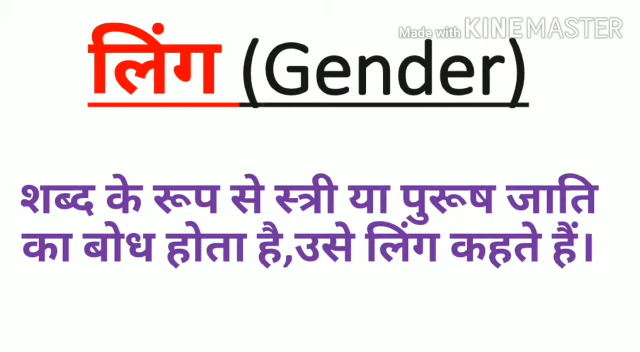 Made with KINEMASTER
लिंग (Gender)
शब्द के रूप से स्त्री या पुरूष जाति
का बोध होता है,उसे लिंग कहते हैं।